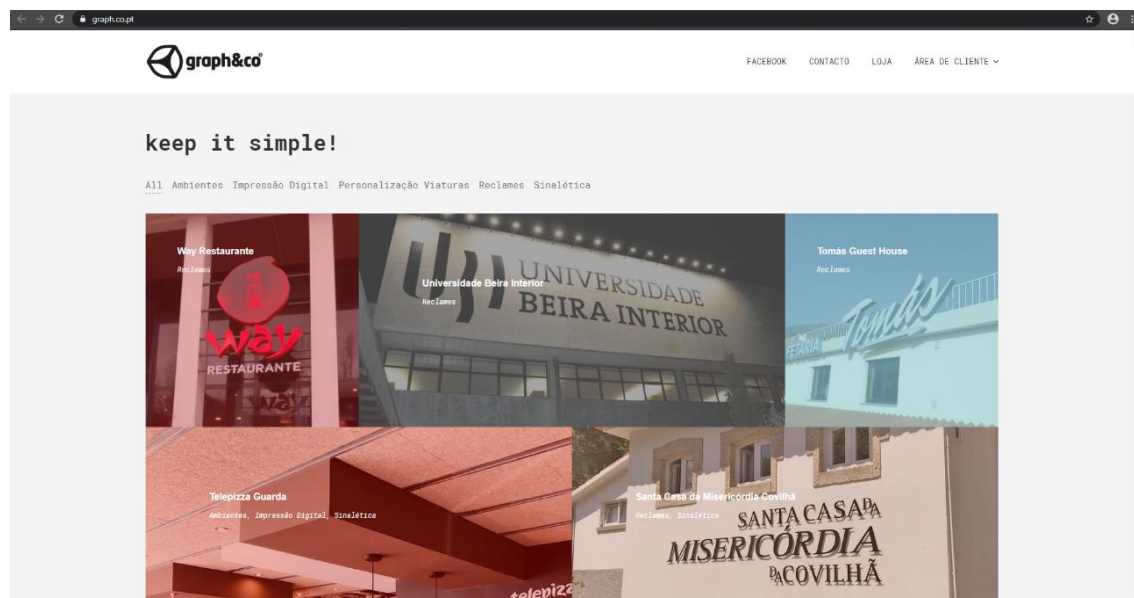 graph.co.pt
graph&co®
FACEBOOK CONTACTO LOJA ÁREA DE CLIENTE
keep it simple!
All Ambientes Impressão Digital Personalização Viaturas Reclames Sinalética
Way Restaurante
Reclames
way
RESTAURANTE
WAY
Universidade Beira Interior
Reclames
UNIVERSIDADE
BEIRA INTERIOR
Tomás Guest House
Reclames
Tomás
Telepizza Guarda
Ambientes, Impressão Digital, Sinalética
telepizz
Santa Casa da Misericórdia Covilhã
Reclames, Sinalética
SANTA CASA DA
MISERICÓRDIA
DA COVILHÃ